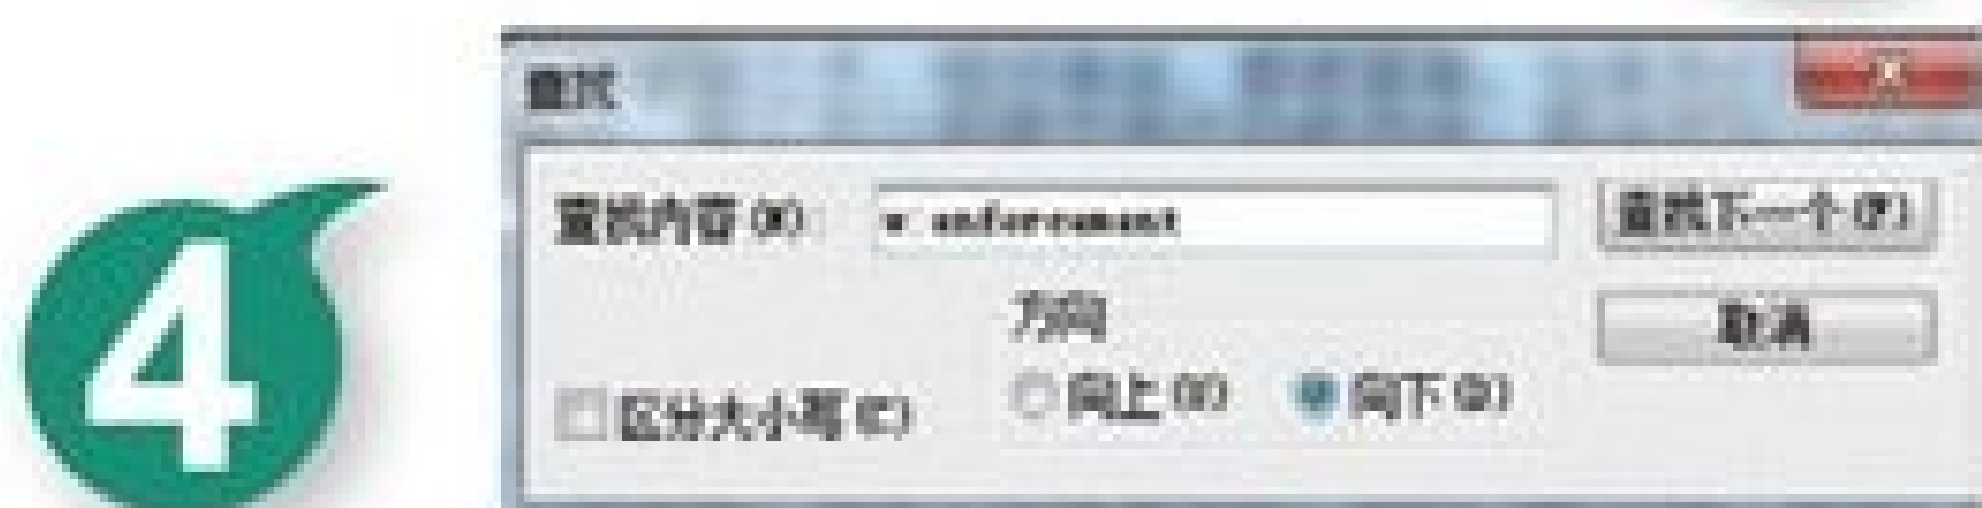 4
查找
查找内容(N): enforcement 查找下一个(F)
方向 取消
区分大小写(C) 向上(U) 向下(D)